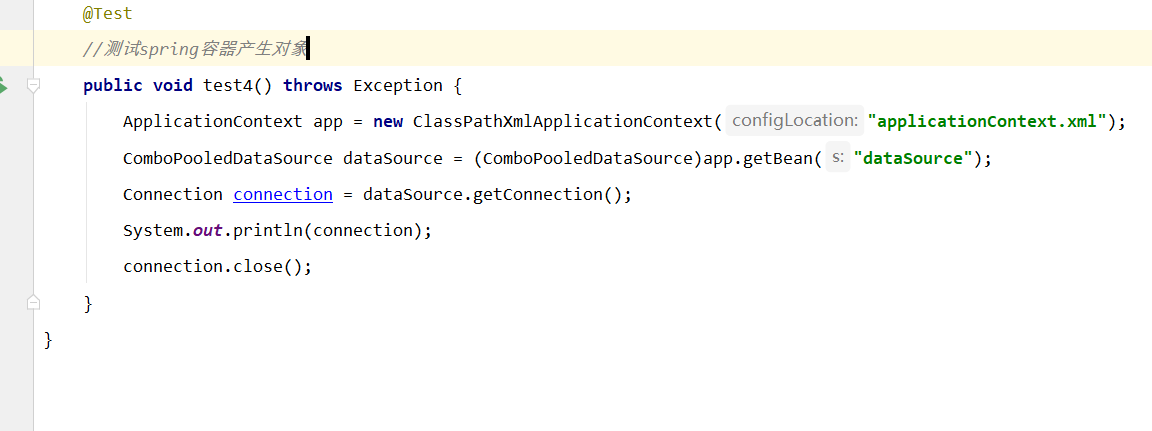 @Test
//测试spring容器产生对象
public void test4() throws Exception {
ApplicationContext app = new ClassPathXmlApplicationContext( configLocation: "applicationContext.xml");
ComboPooledDataSource dataSource = (ComboPooledDataSource)app.getBean( s: "dataSource");
Connection connection = dataSource.getConnection();
System.out.println(connection);
connection.close();
}
}